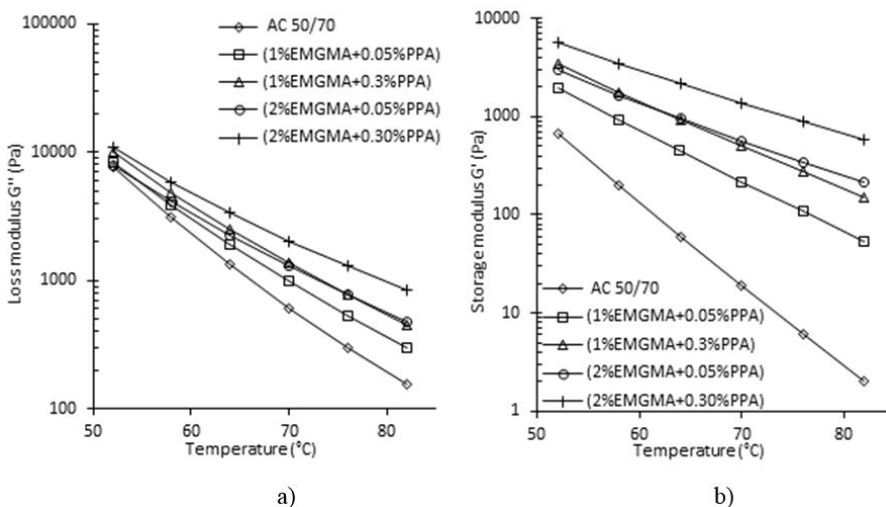 100000
10000
1000
100
Loss modulus G'' (Pa)
AC 50/70
(1%EMGMA+0.05%PPA)
(1%EMGMA+0.3%PPA)
(2%EMGMA+0.05%PPA)
(2%EMGMA+0.30%PPA)
50 60 70 80
Temperature (°C)
a)
10000
1000
100
10
1
Storage modulus G' (Pa)
AC 50/70
(1%EMGMA+0.05%PPA)
(1%EMGMA+0.3%PPA)
(2%EMGMA+0.05%PPA)
(2%EMGMA+0.30%PPA)
50 60 70 80
Temperature (°C)
b)